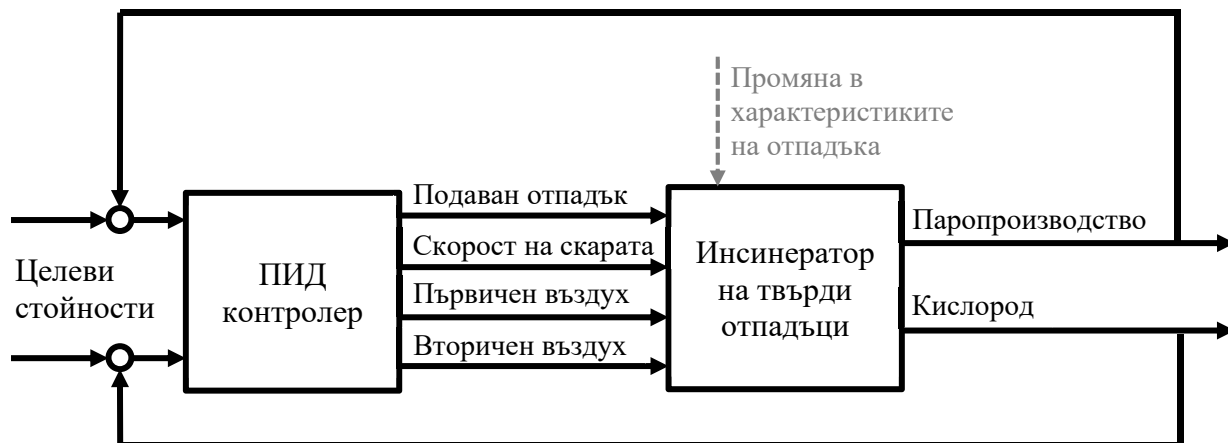 Промяна в
характеристиките
на отпадъка
Целеви
стойности
ПИД
контролер
Подаван отпадък
Скорост на скарата
Първичен въздух
Вторичен въздух
Инсинератор
на твърди
отпадъци
Паропроизводство
Кислород